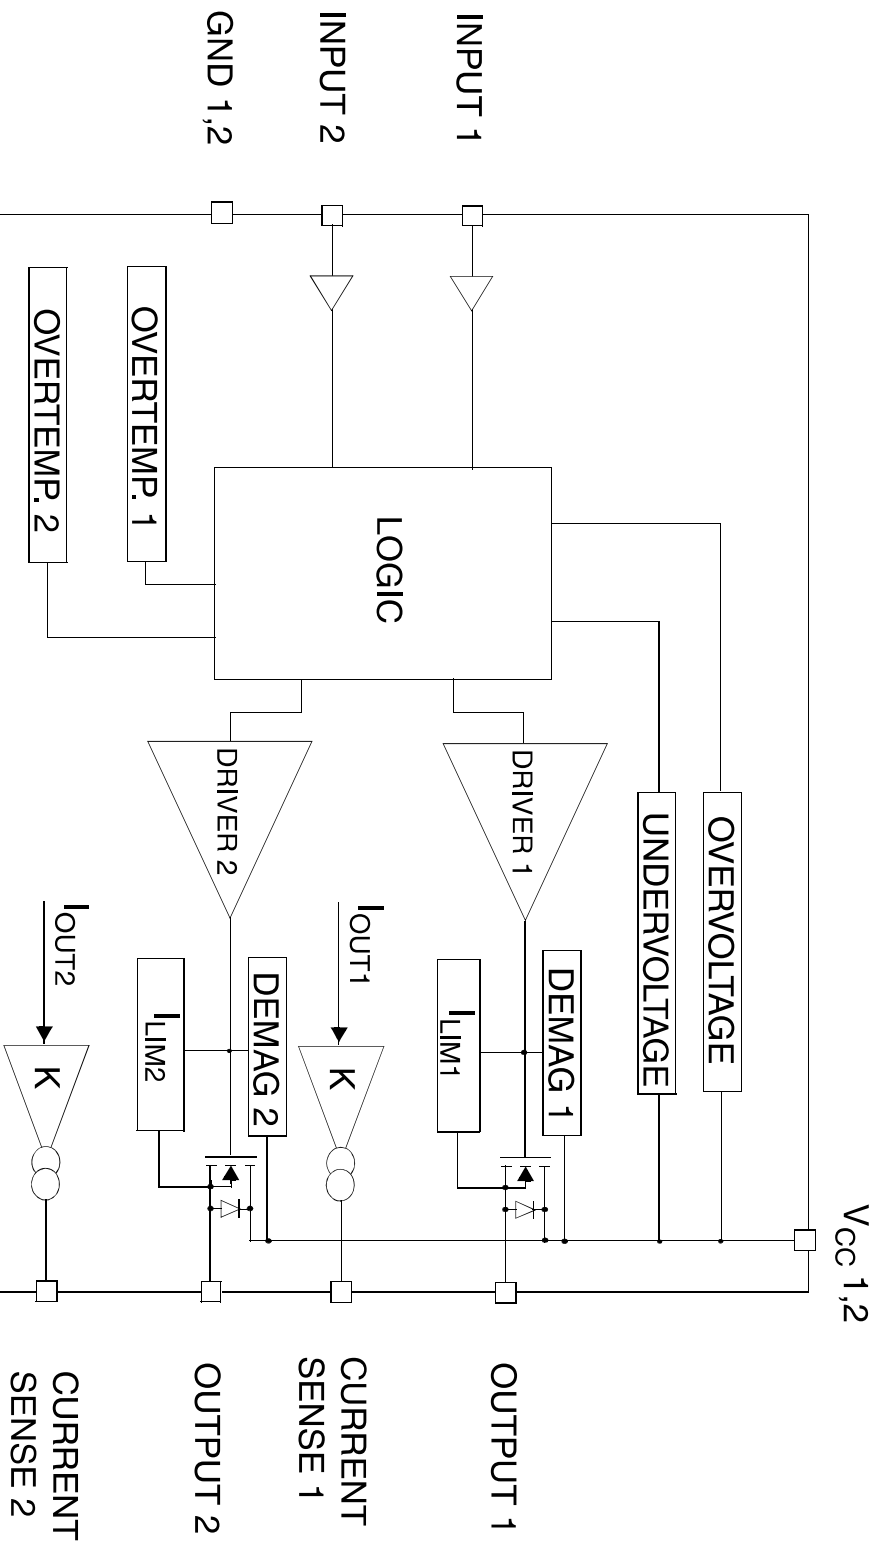 VCC 1,2
OVERVOLTAGE
UNDERVOLTAGE
DEMAG 1
DRIVER 1
OUTPUT 1
ILIM1
INPUT 1
IOUT1
K
CURRENT
SENSE 1
LOGIC
INPUT 2
DEMAG 2
DRIVER 2
OUTPUT 2
ILIM2
GND 1,2
OVERTEMP. 1
IOUT2
K
CURRENT
SENSE 2
OVERTEMP. 2